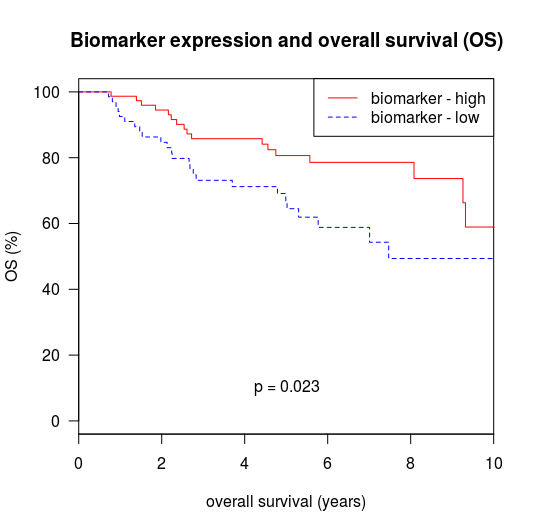 Biomarker expression and overall survival (OS)
biomarker - high
biomarker - low
OS (%)
100
80
60
40
20
0
p = 0.023
0 2 4 6 8 10
overall survival (years)